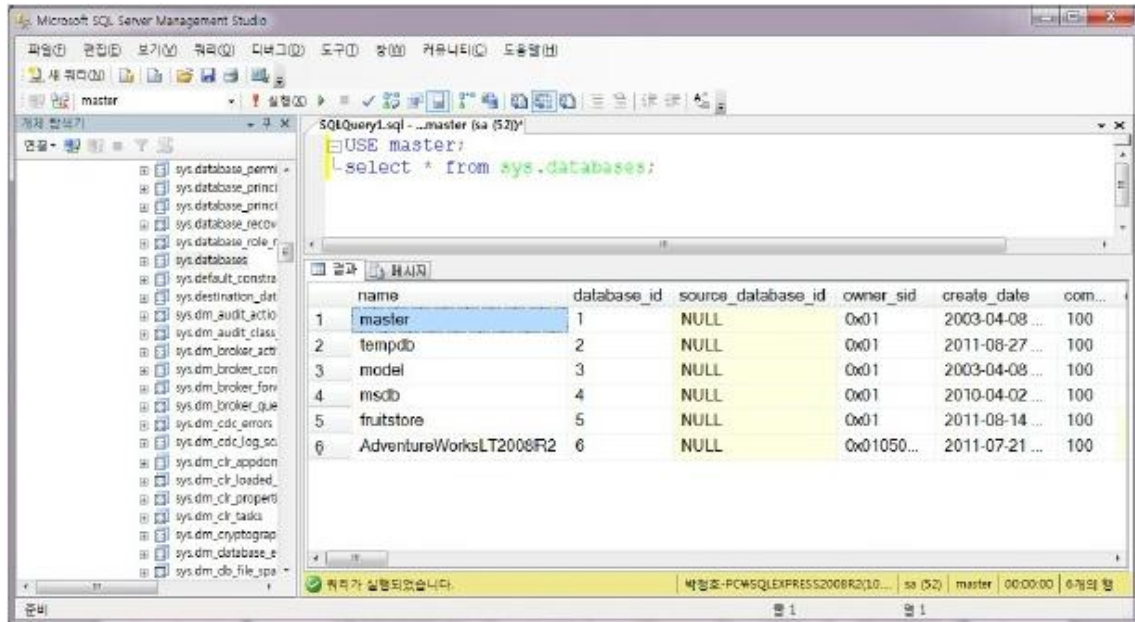 Microsoft SQL Server Management Studio
파일(F) 편집(E) 보기(V) 쿼리(Q) 디버그(D) 도구(T) 창(W) 커뮤니티(C) 도움말(H)
새 쿼리(N)
master 실행(X)
개체 탐색기
연결
sys.database_permi
sys.database_princi
sys.database_princi
sys.database_recov
sys.database_role_r
sys.databases
sys.default_constra
sys.destination_dat
sys.dm_audit_actio
sys.dm_audit_class
sys.dm_broker_acti
sys.dm_broker_con
sys.dm_broker_forv
sys.dm_broker_que
sys.dm_cdc_errors
sys.dm_cdc_log_sc
sys.dm_clr_appdon
sys.dm_clr_loaded_
sys.dm_clr_properti
sys.dm_clr_tasks
sys.dm_cryptograp
sys.dm_database_e
sys.dm_db_file_spa
SQLQuery1.sql - ...master (sa (52))*
USE master;
select * from sys.databases;
결과 메시지
name database_id source_database_id owner_sid create_date com...
1 master 1 NULL 0x01 2003-04-08 ... 100
2 tempdb 2 NULL 0x01 2011-08-27 ... 100
3 model 3 NULL 0x01 2003-04-08 ... 100
4 msdb 4 NULL 0x01 2010-04-02 ... 100
5 fruitstore 5 NULL 0x01 2011-08-14 ... 100
6 AdventureWorksLT2008R2 6 NULL 0x01050... 2011-07-21 ... 100
쿼리가 실행되었습니다. 박정호-PC₩SQLEXPRESS2008R2(10.... sa (52) master 00:00:00 6개의 행
준비 줄 1 열 1